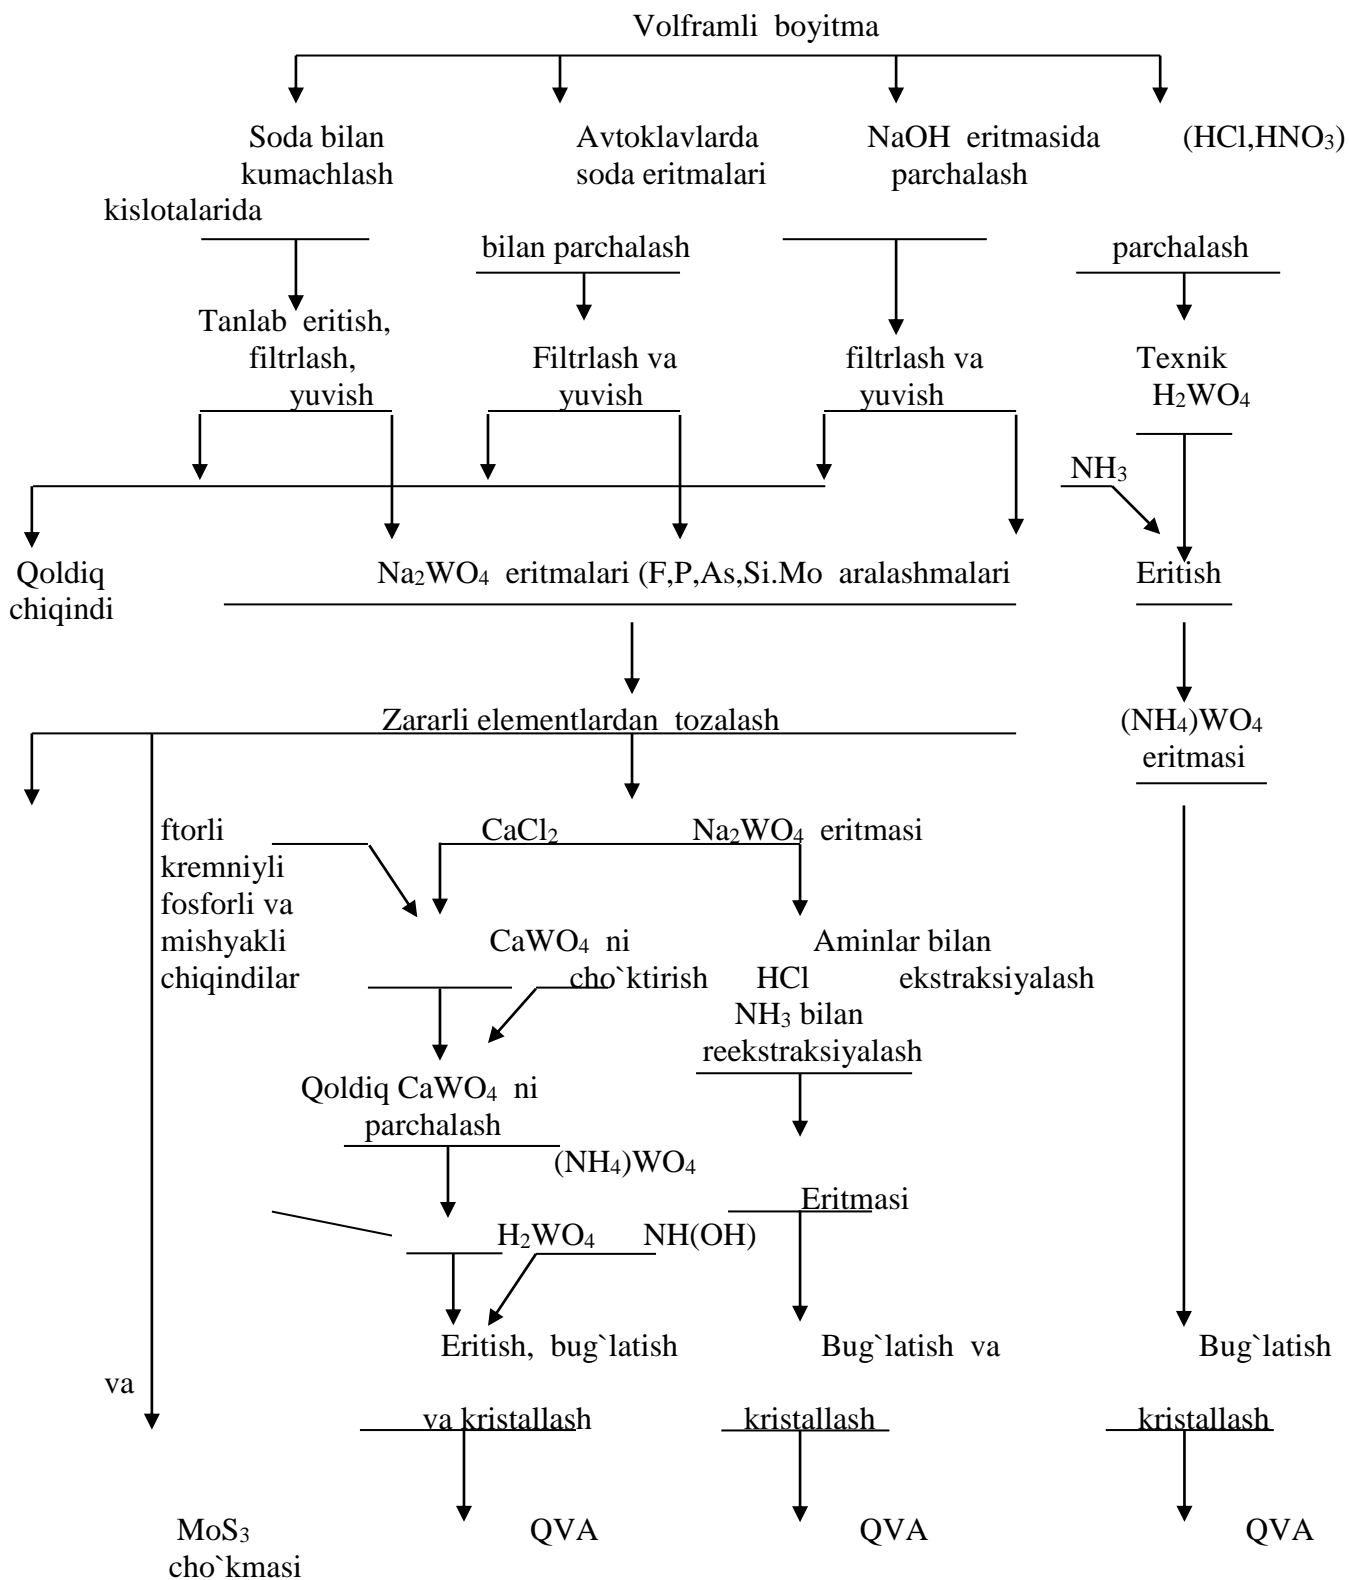 Volframli boyitma
Soda bilan Avtoklavlarda NaOH eritmasida (HCl,HNO₃)
kumachlash soda eritmalari parchalash
kislotalarida
bilan parchalash parchalash
Tanlab eritish,
filtrlash, Filtrlash va filtrlash va Texnik
yuvish yuvish yuvish H₂WO₄
NH₃
Qoldiq Na₂WO₄ eritmalari (F,P,As,Si.Mo aralashmalari Eritish
chiqindi
Zararli elementlardan tozalash (NH₄)WO₄
eritmasi
ftorli CaCl₂ Na₂WO₄ eritmasi
kremniyli
fosforli va
mishyakli CaWO₄ ni Aminlar bilan
chiqindilar cho`ktirish HCl ekstraksiyalash
NH₃ bilan
reekstraksiyalash
Qoldiq CaWO₄ ni
parchalash
(NH₄)WO₄
Eritmasi
H₂WO₄ NH(OH)
Eritish, bug`latish Bug`latish va Bug`latish
va
va kristallash kristallash kristallash
MoS₃ QVA QVA QVA
cho`kmasi